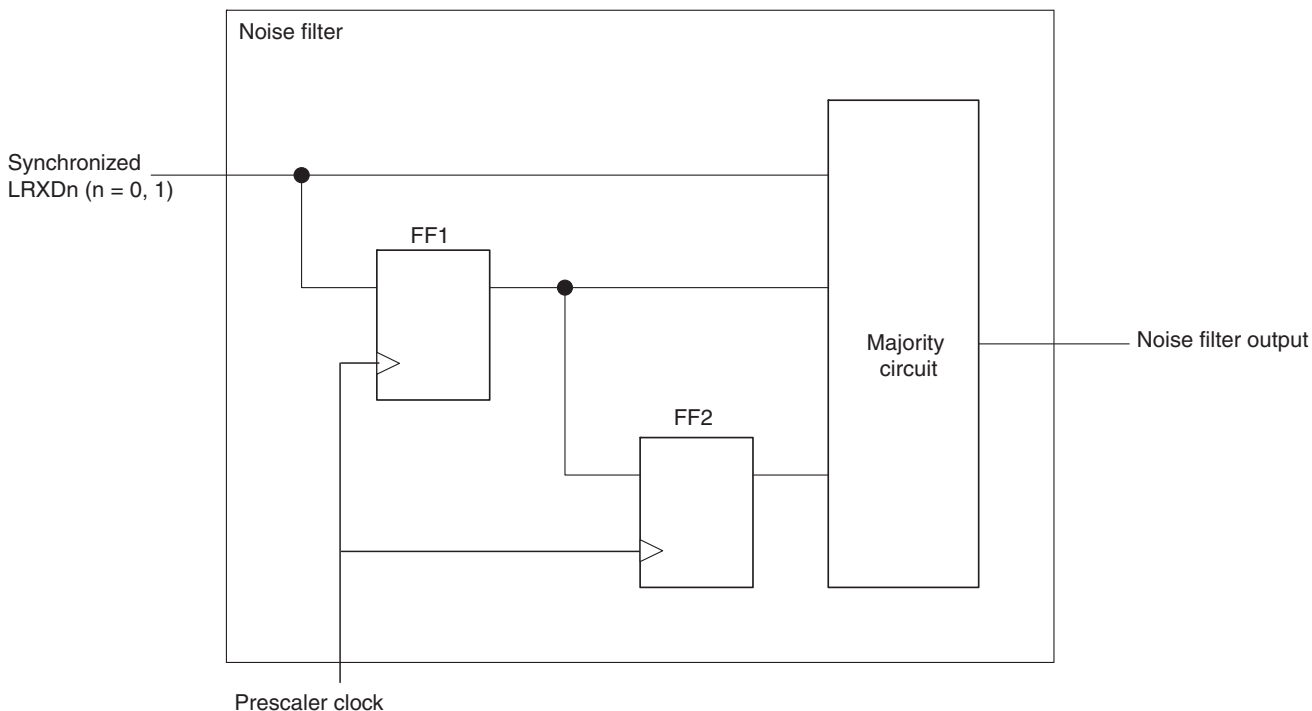 Noise filter
Synchronized
LRXDn (n = 0, 1)
FF1
Majority
circuit
Noise filter output
FF2
Prescaler clock